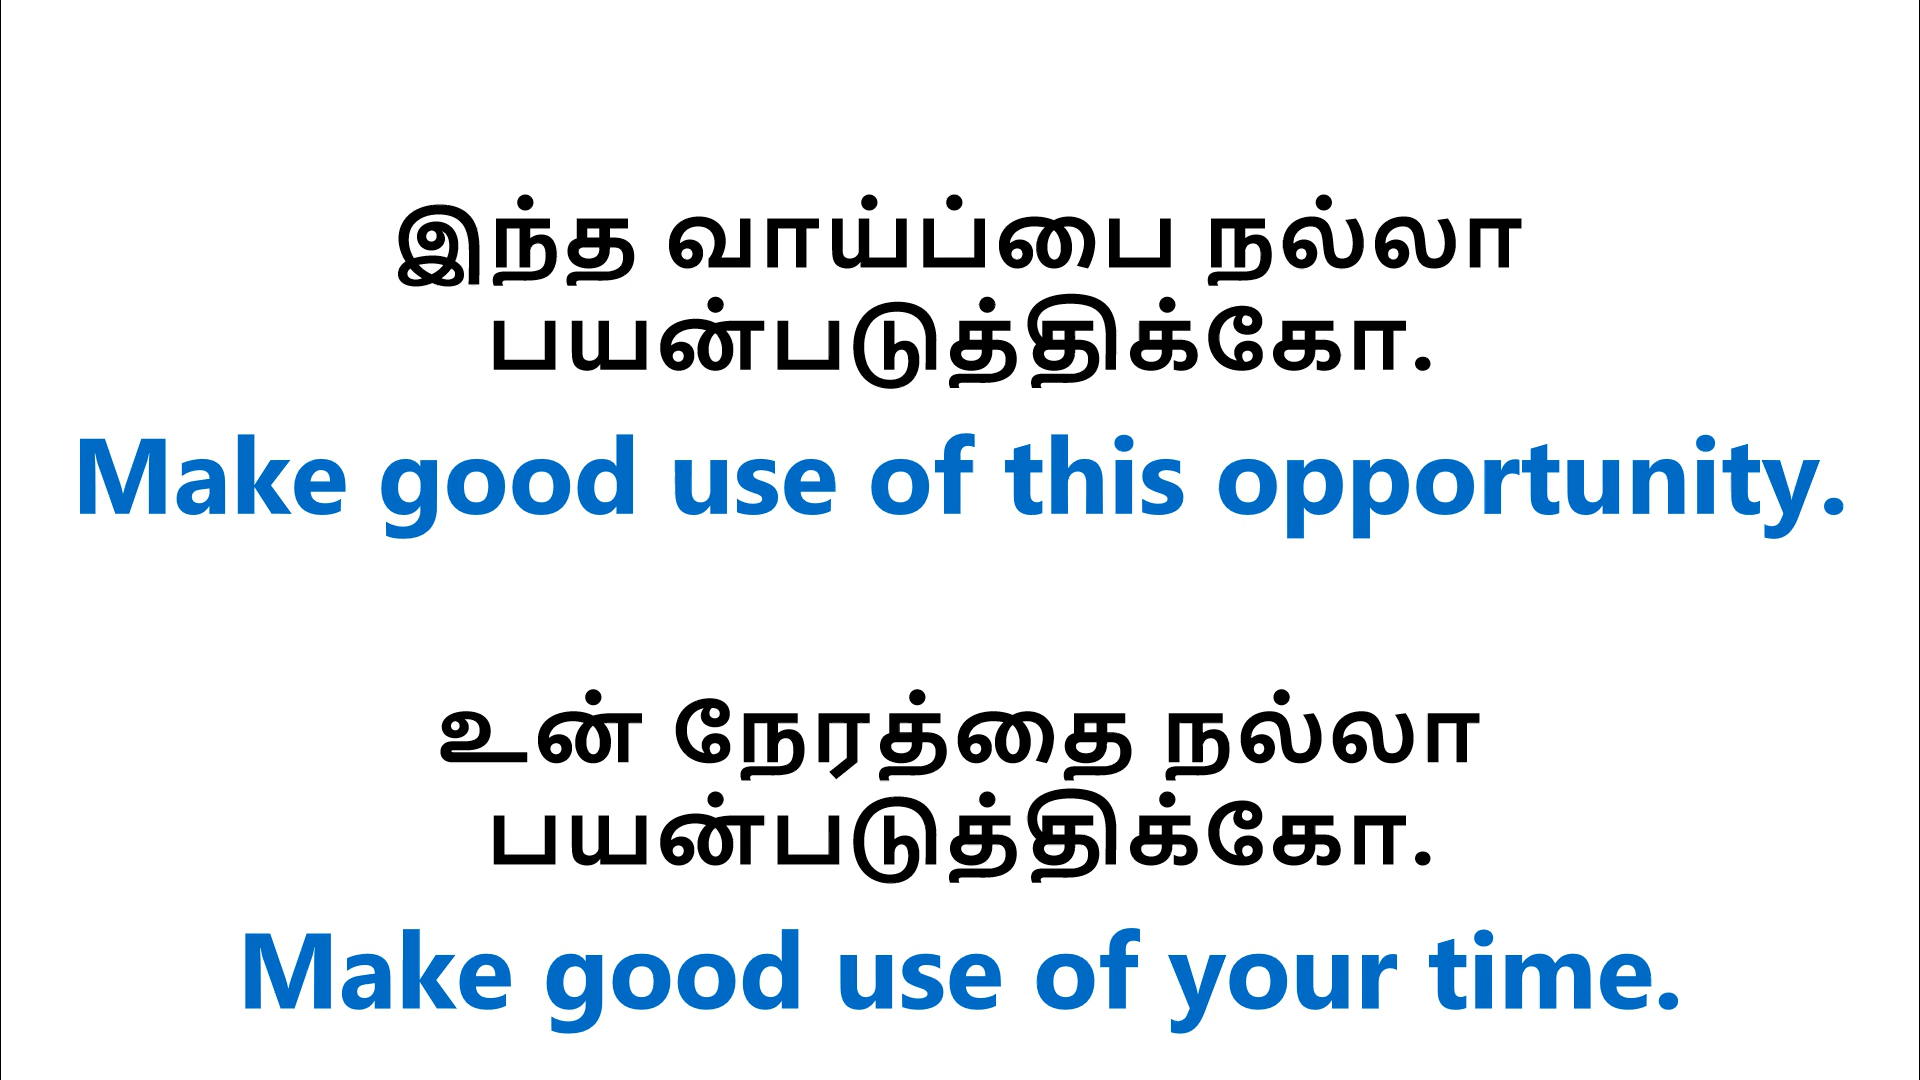 இந்த வாய்ப்பை நல்லா
பயன்படுத்திக்கோ.
Make good use of this opportunity.
உன் நேரத்தை நல்லா
பயன்படுத்திக்கோ.
Make good use of your time.